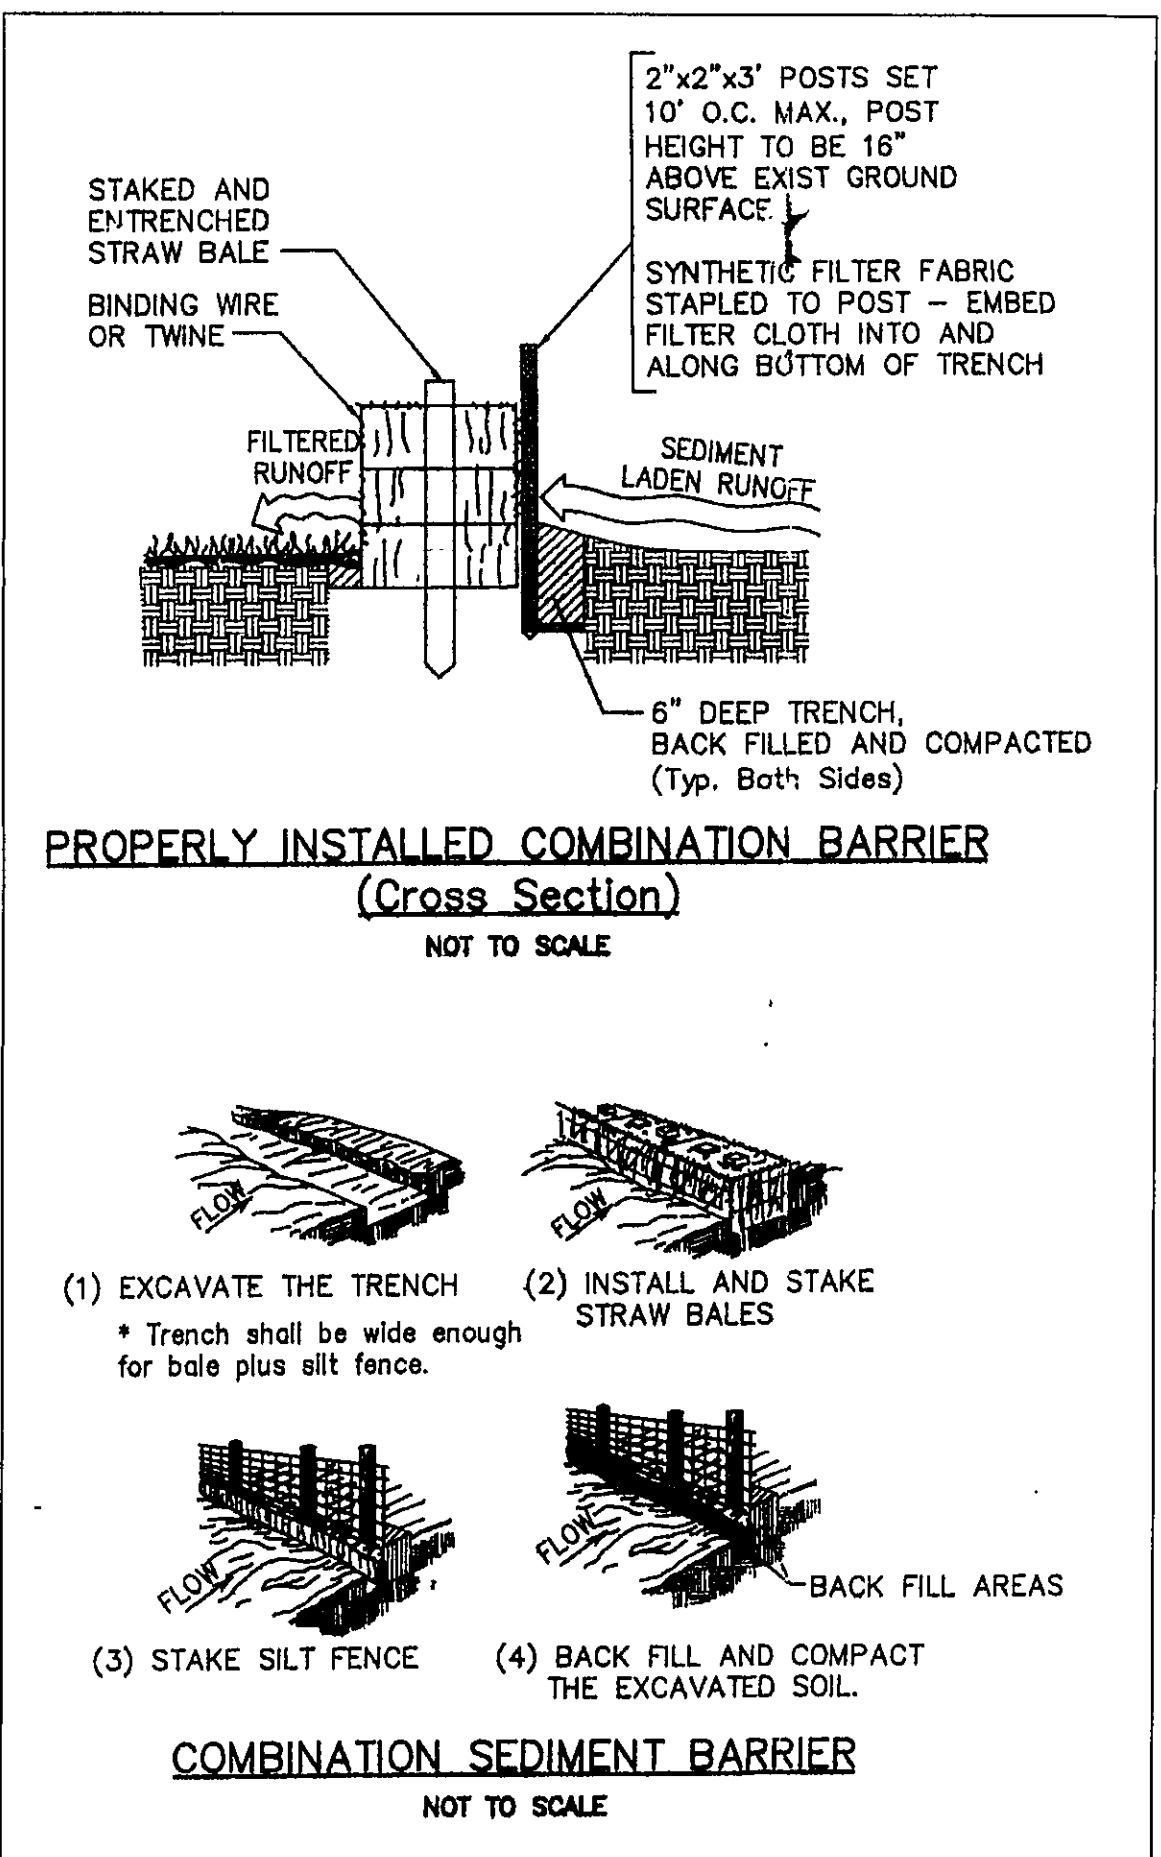 2"x2"x3' POSTS SET
10' O.C. MAX., POST
HEIGHT TO BE 16"
ABOVE EXIST GROUND
SURFACE.
SYNTHETIC FILTER FABRIC
STAPLED TO POST – EMBED
FILTER CLOTH INTO AND
ALONG BOTTOM OF TRENCH
STAKED AND
ENTRENCHED
STRAW BALE
BINDING WIRE
OR TWINE
FILTERED
RUNOFF
SEDIMENT
LADEN RUNOFF
6" DEEP TRENCH,
BACK FILLED AND COMPACTED
(Typ. Both Sides)
PROPERLY INSTALLED COMBINATION BARRIER
(Cross Section)
NOT TO SCALE
FLOW
(1) EXCAVATE THE TRENCH
* Trench shall be wide enough
for bale plus silt fence.
FLOW
(2) INSTALL AND STAKE
STRAW BALES
FLOW
(3) STAKE SILT FENCE
FLOW
BACK FILL AREAS
(4) BACK FILL AND COMPACT
THE EXCAVATED SOIL.
COMBINATION SEDIMENT BARRIER
NOT TO SCALE